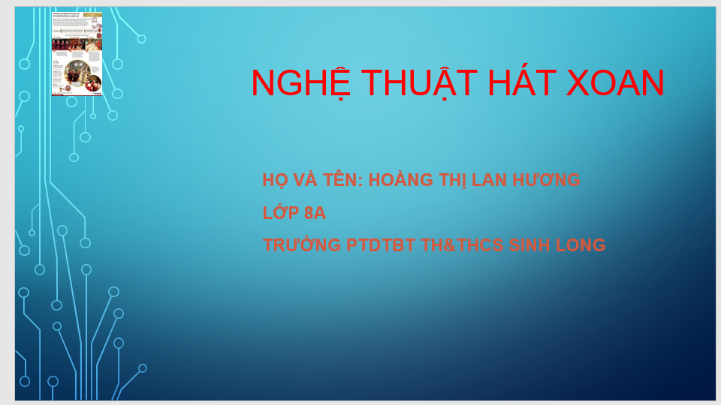 NGHỆ THUẬT HÁT XOAN
HỌ VÀ TÊN: HOÀNG THỊ LAN HƯƠNG
LỚP 8A
TRƯỜNG PTDTBT TH&THCS SINH LONG